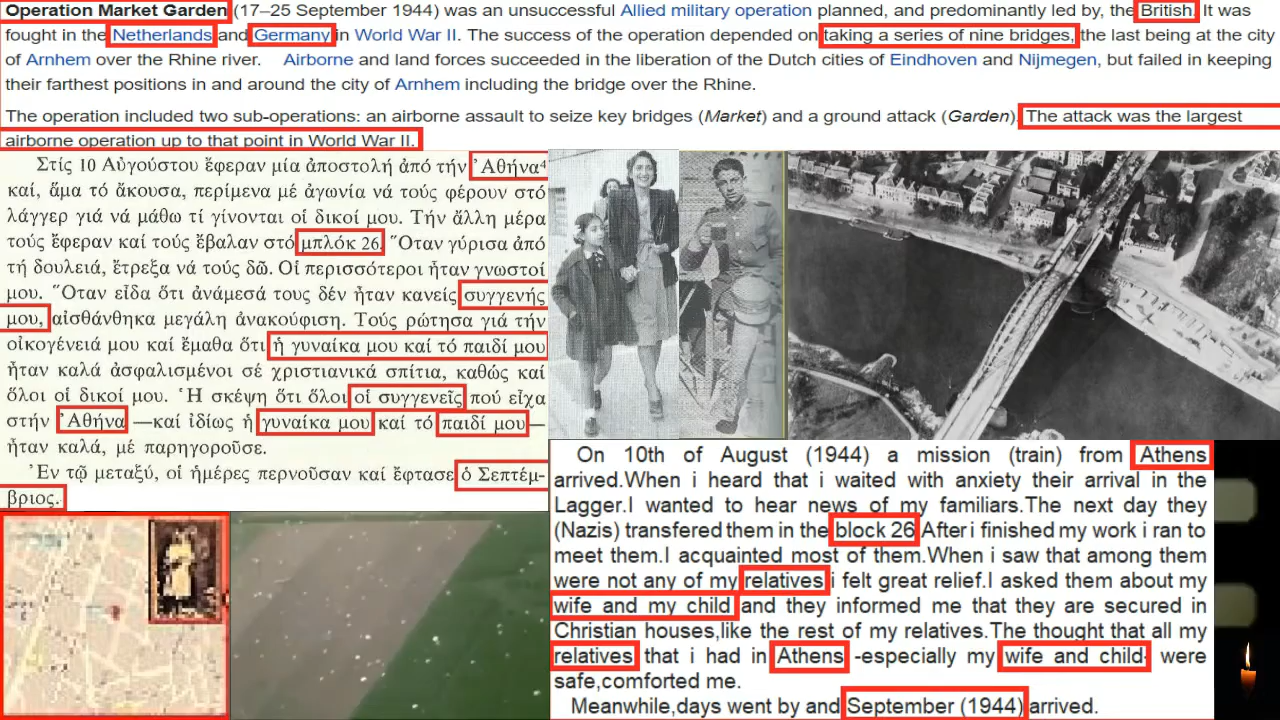 Operation Market Garden (17–25 September 1944) was an unsuccessful Allied military operation planned, and predominantly led by, the British. It was
fought in the Netherlands and Germany in World War II. The success of the operation depended on taking a series of nine bridges, the last being at the city
of Arnhem over the Rhine river. Airborne and land forces succeeded in the liberation of the Dutch cities of Eindhoven and Nijmegen, but failed in keeping
their farthest positions in and around the city of Arnhem including the bridge over the Rhine.
The operation included two sub-operations: an airborne assault to seize key bridges (Market) and a ground attack (Garden). The attack was the largest
airborne operation up to that point in World War II.
Στίς 10 Αὐγούστου ἔφεραν μία ἀποστολή ἀπό τήν Ἀθήνα⁴
καί, ἅμα τό ἄκουσα, περίμενα μέ ἀγωνία νά τούς φέρουν στό
λάγγερ γιά νά μάθω τί γίνονται οἱ δικοί μου. Τήν ἄλλη μέρα
τούς ἔφεραν καί τούς ἔβαλαν στό μπλόκ 26. Ὅταν γύρισα ἀπό
τή δουλειά, ἔτρεξα νά τούς δῶ. Οἱ περισσότεροι ἦταν γνωστοί
μου. Ὅταν εἶδα ὅτι ἀνάμεσά τους δέν ἦταν κανείς συγγενής
μου, αἰσθάνθηκα μεγάλη ἀνακούφιση. Τούς ρώτησα γιά τήν
οἰκογένειά μου καί ἔμαθα ὅτι ἡ γυναίκα μου καί τό παιδί μου
ἦταν καλά ἀσφαλισμένοι σέ χριστιανικά σπίτια, καθώς καί
ὅλοι οἱ δικοί μου. Ἡ σκέψη ὅτι ὅλοι οἱ συγγενεῖς πού εἶχα
στήν Ἀθήνα —καί ἰδίως ἡ γυναίκα μου καί τό παιδί μου—
ἦταν καλά, μέ παρηγοροῦσε.
Ἐν τῷ μεταξύ, οἱ ἡμέρες περνοῦσαν καί ἔφτασε ὁ Σεπτέμ-
βριος.
On 10th of August (1944) a mission (train) from Athens
arrived.When i heard that i waited with anxiety their arrival in the
Lagger.I wanted to hear news of my familiars.The next day they
(Nazis) transfered them in the block 26 After i finished my work i ran to
meet them.I acquainted most of them.When i saw that among them
were not any of my relatives i felt great relief.I asked them about my
wife and my child and they informed me that they are secured in
Christian houses,like the rest of my relatives.The thought that all my
relatives that i had in Athens -especially my wife and child- were
safe,comforted me.
Meanwhile,days went by and September (1944) arrived.